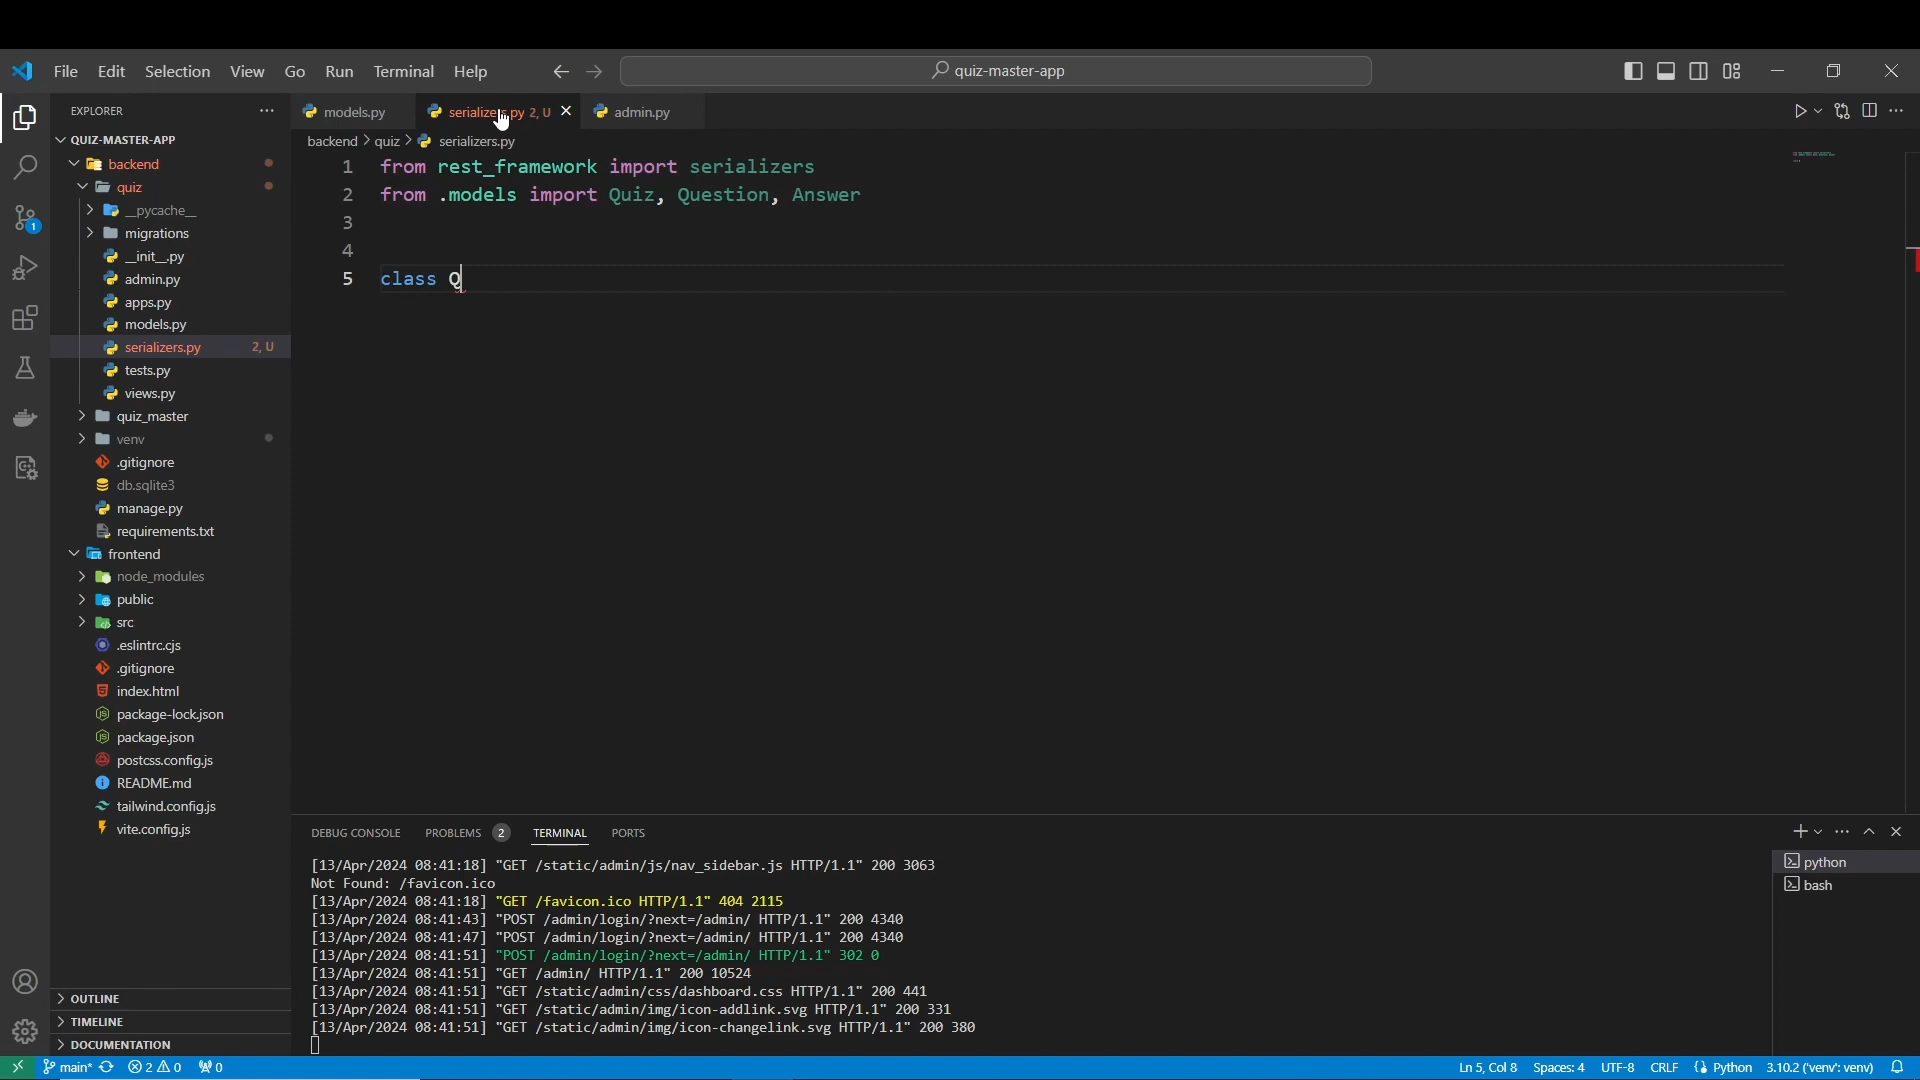 File Edit Selection View Go Run Terminal Help
quiz-master-app
EXPLORER
models.py
serializers.py 2, U
admin.py
QUIZ-MASTER-APP
backend
quiz
__pycache__
migrations
__init__.py
admin.py
apps.py
models.py
serializers.py 2, U
tests.py
views.py
quiz_master
venv
.gitignore
db.sqlite3
manage.py
requirements.txt
frontend
node_modules
public
src
.eslintrc.cjs
.gitignore
index.html
package-lock.json
package.json
postcss.config.js
README.md
tailwind.config.js
vite.config.js
OUTLINE
TIMELINE
DOCUMENTATION
backend > quiz > serializers.py
1 from rest_framework import serializers
2 from .models import Quiz, Question, Answer
3
4
5 class Q
DEBUG CONSOLE PROBLEMS 2 TERMINAL PORTS
[13/Apr/2024 08:41:18] "GET /static/admin/js/nav_sidebar.js HTTP/1.1" 200 3063
Not Found: /favicon.ico
[13/Apr/2024 08:41:18] "GET /favicon.ico HTTP/1.1" 404 2115
[13/Apr/2024 08:41:43] "POST /admin/login/?next=/admin/ HTTP/1.1" 200 4340
[13/Apr/2024 08:41:47] "POST /admin/login/?next=/admin/ HTTP/1.1" 200 4340
[13/Apr/2024 08:41:51] "POST /admin/login/?next=/admin/ HTTP/1.1" 302 0
[13/Apr/2024 08:41:51] "GET /admin/ HTTP/1.1" 200 10524
[13/Apr/2024 08:41:51] "GET /static/admin/css/dashboard.css HTTP/1.1" 200 441
[13/Apr/2024 08:41:51] "GET /static/admin/img/icon-addlink.svg HTTP/1.1" 200 331
[13/Apr/2024 08:41:51] "GET /static/admin/img/icon-changelink.svg HTTP/1.1" 200 380
python
bash
1
main* 2 0 0
Ln 5, Col 8 Spaces: 4 UTF-8 CRLF Python 3.10.2 ('venv': venv)